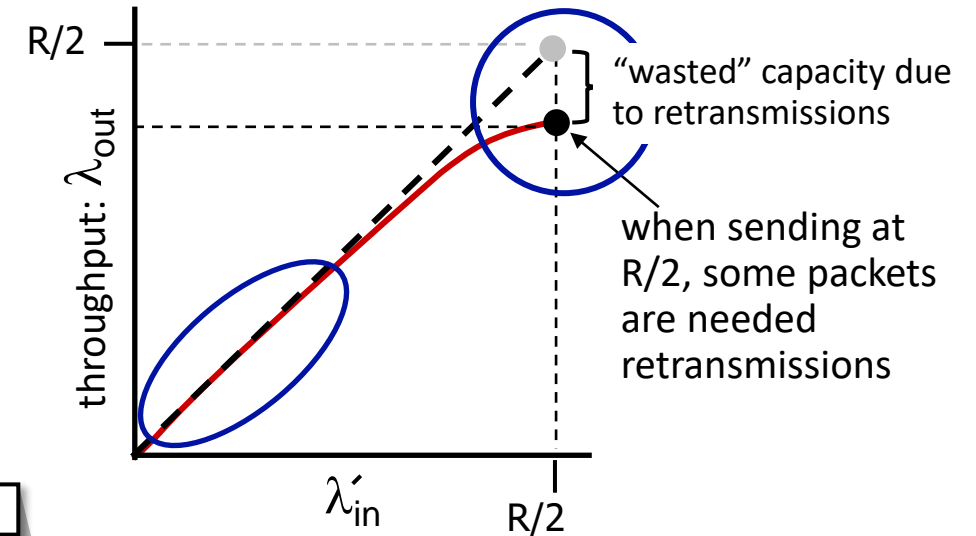 R/2
“wasted” capacity due
to retransmissions
throughput: λout
when sending at
R/2, some packets
are needed
retransmissions
λ′in
R/2